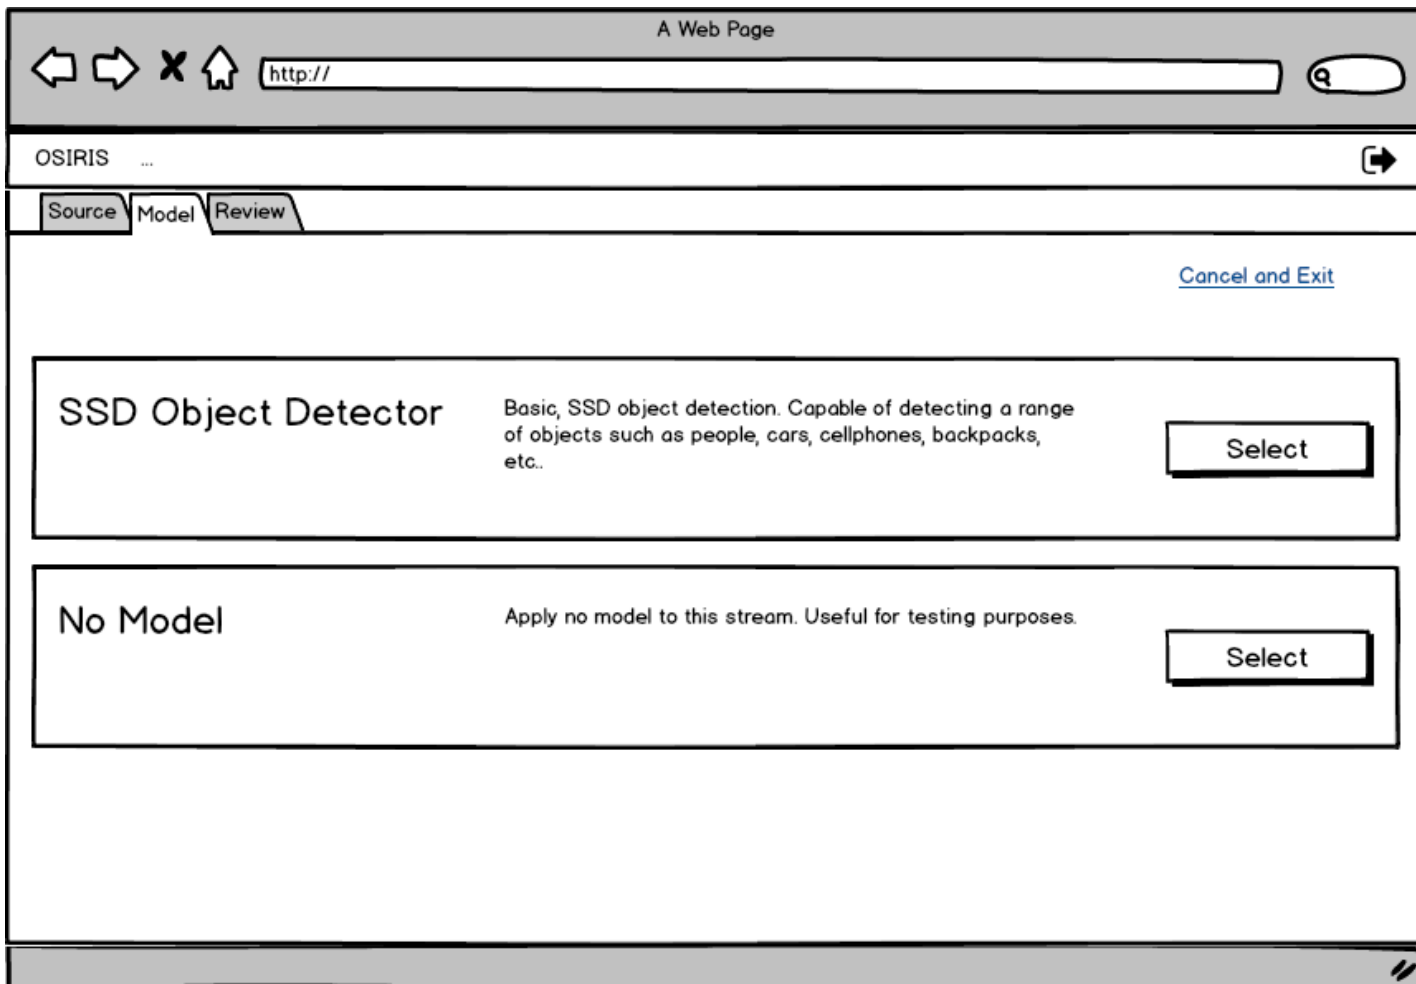 A Web Page
http://
OSIRIS ...
Source Model Review
Cancel and Exit
SSD Object Detector
Basic, SSD object detection. Capable of detecting a range
of objects such as people, cars, cellphones, backpacks,
etc..
Select
No Model
Apply no model to this stream. Useful for testing purposes.
Select